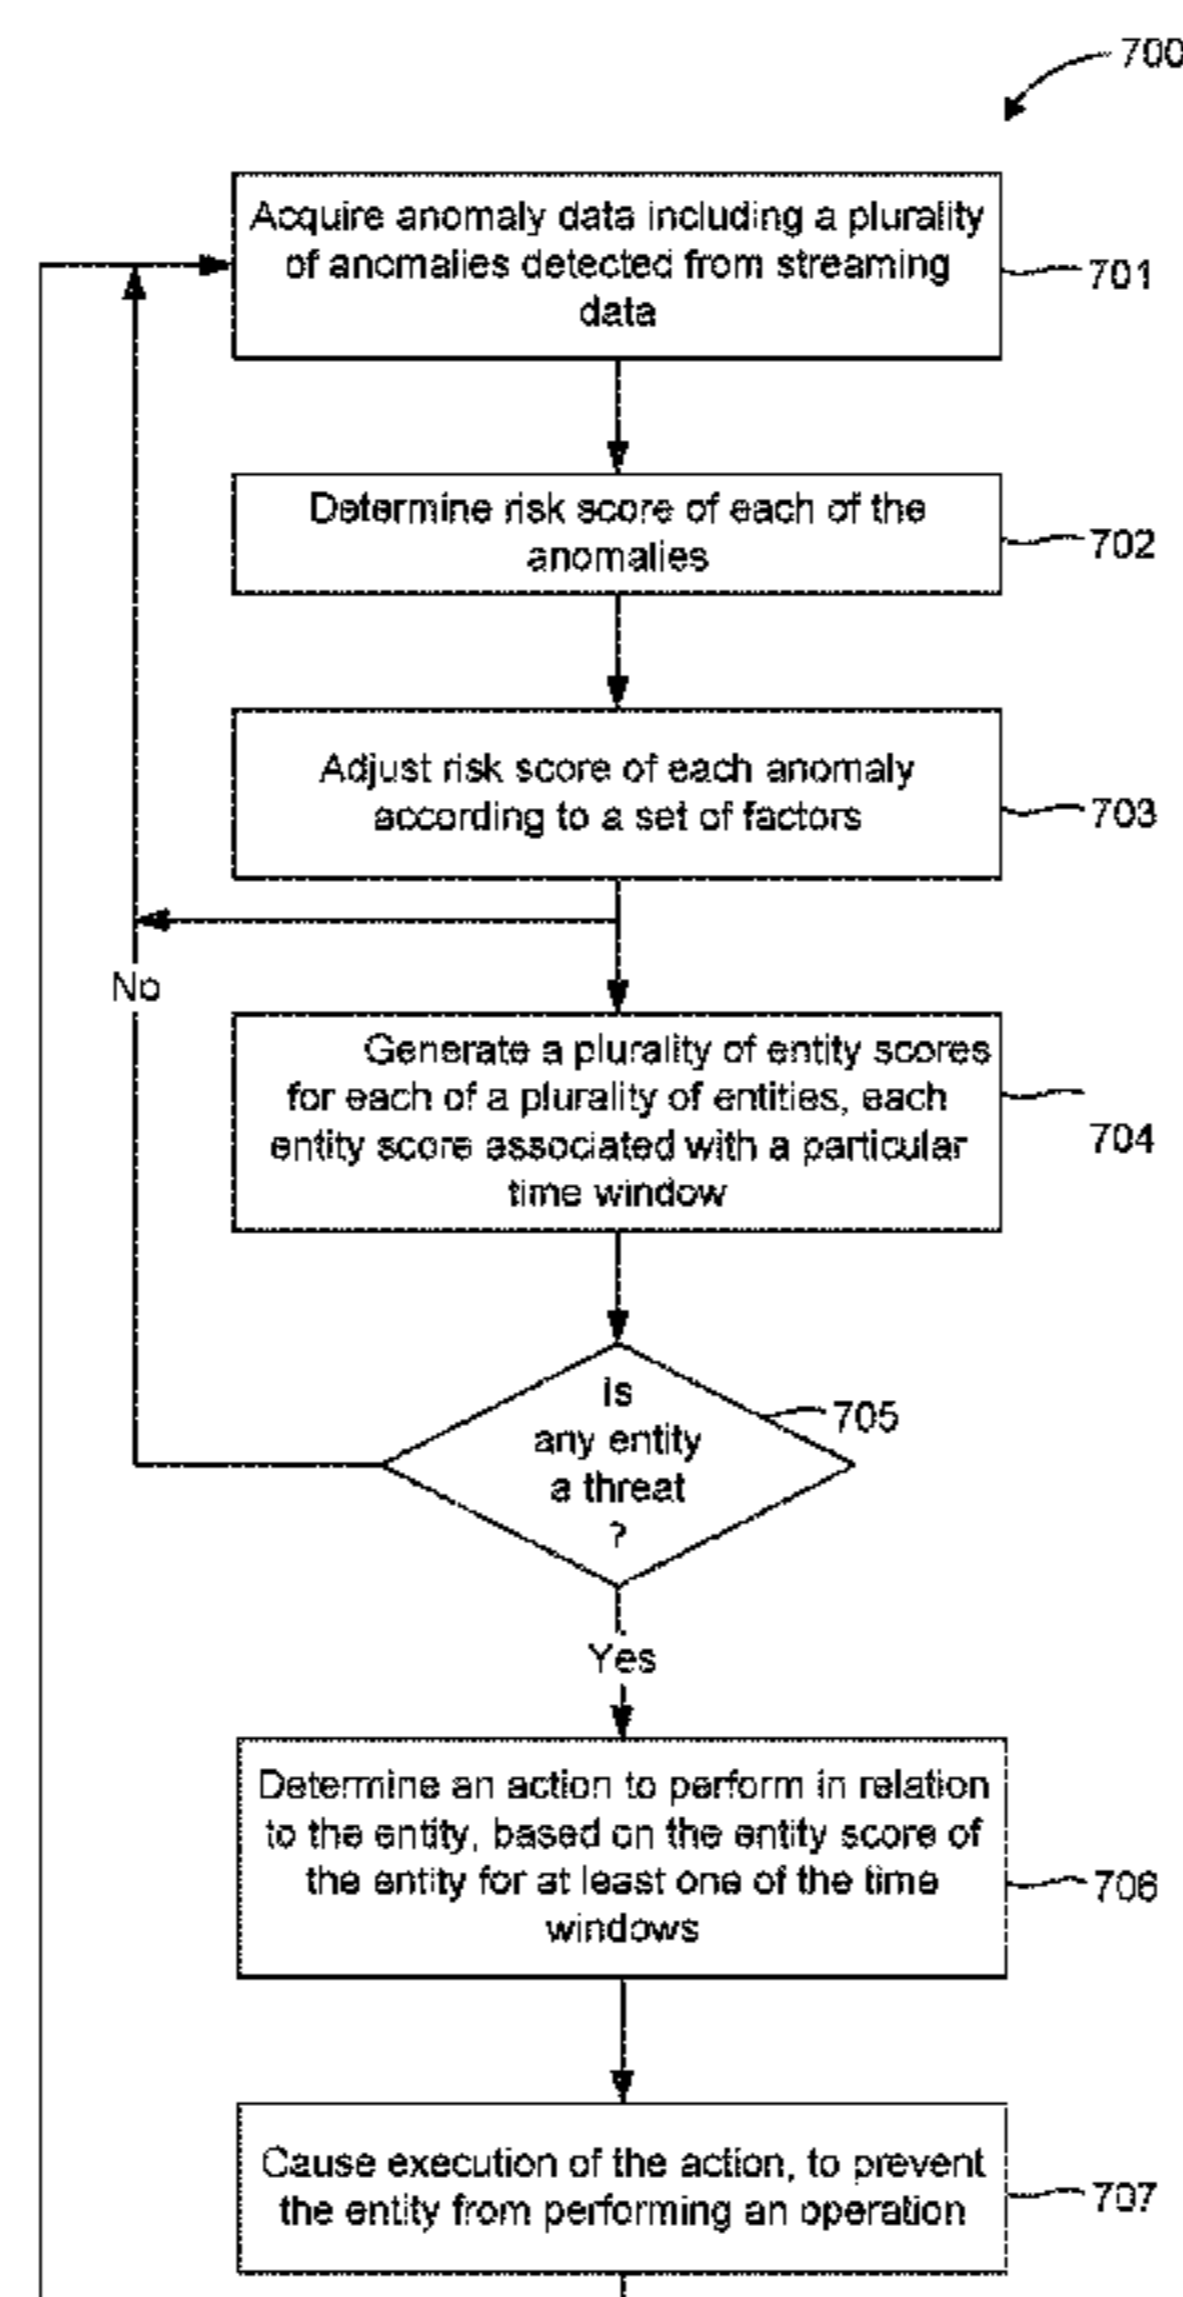 700
Acquire anomaly data including a plurality
of anomalies detected from streaming
data
701
Determine risk score of each of the
anomalies
702
Adjust risk score of each anomaly
according to a set of factors
703
No
Generate a plurality of entity scores
for each of a plurality of entities, each
entity score associated with a particular
time window
704
Is
any entity
a threat
?
705
Yes
Determine an action to perform in relation
to the entity, based on the entity score of
the entity for at least one of the time
windows
706
Cause execution of the action, to prevent
the entity from performing an operation
707